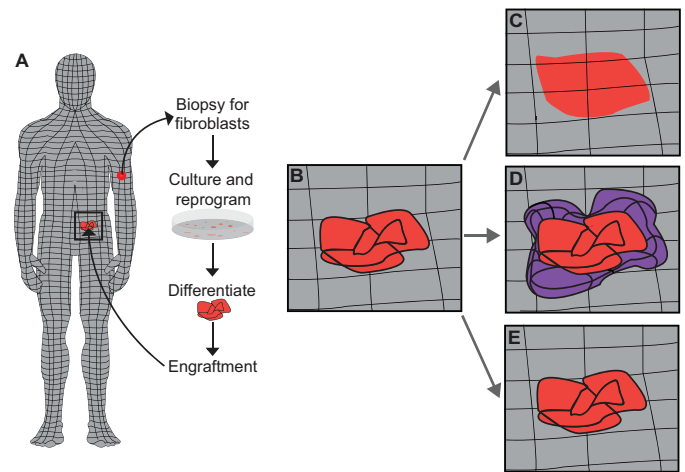 A
Biopsy for
fibroblasts
Culture and
reprogram
Differentiate
Engraftment
B
C
D
E